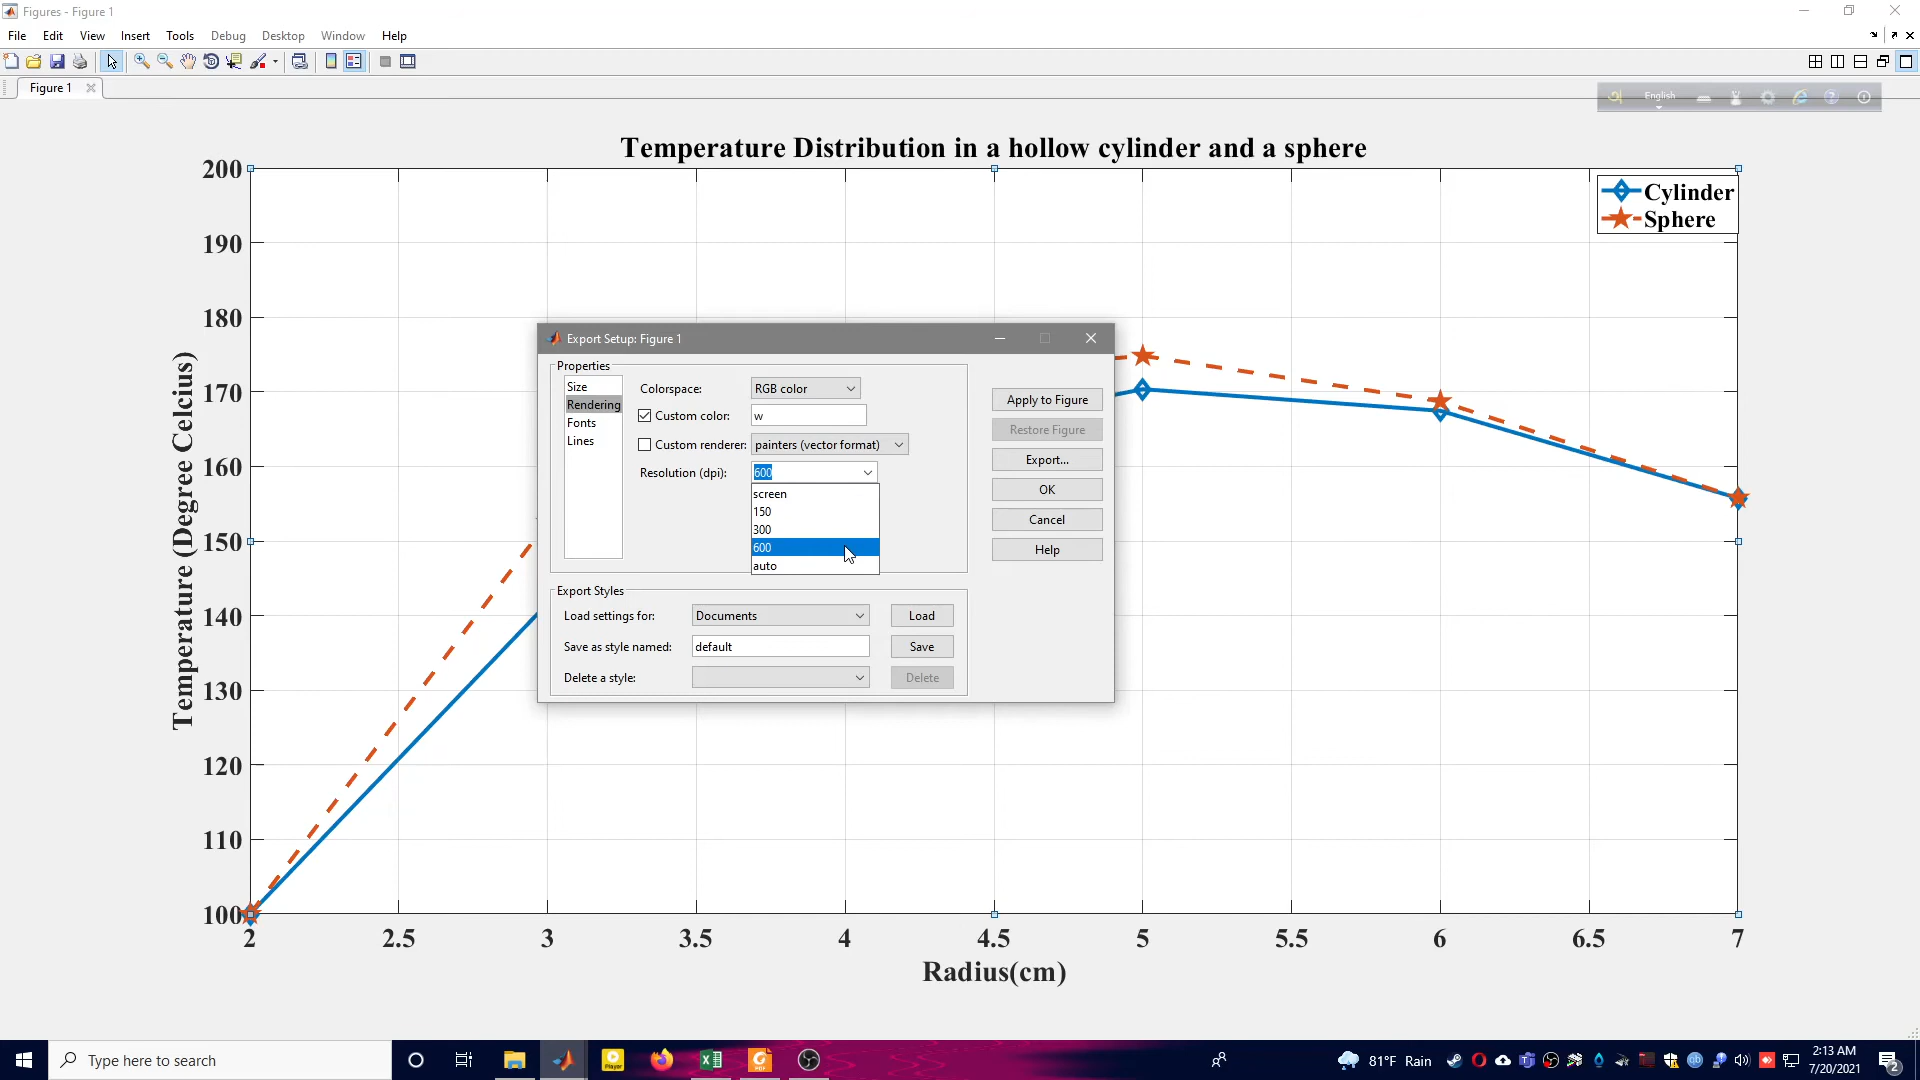 Figures - Figure 1
File Edit View Insert Tools Debug Desktop Window Help
Figure 1
English
Temperature Distribution in a hollow cylinder and a sphere
Cylinder
Sphere
200
190
180
170
160
150
140
130
120
110
100
Temperature (Degree Celcius)
2 2.5 3 3.5 4 4.5 5 5.5 6 6.5 7
Radius(cm)
Export Setup: Figure 1
Properties
Size
Rendering
Fonts
Lines
Colorspace: RGB color
Custom color: w
Custom renderer: painters (vector format)
Resolution (dpi): 600
screen
150
300
600
auto
Apply to Figure
Restore Figure
Export...
OK
Cancel
Help
Export Styles
Load settings for: Documents Load
Save as style named: default Save
Delete a style: Delete
Type here to search
Player
PDF
81°F Rain
2:13 AM
7/20/2021
2